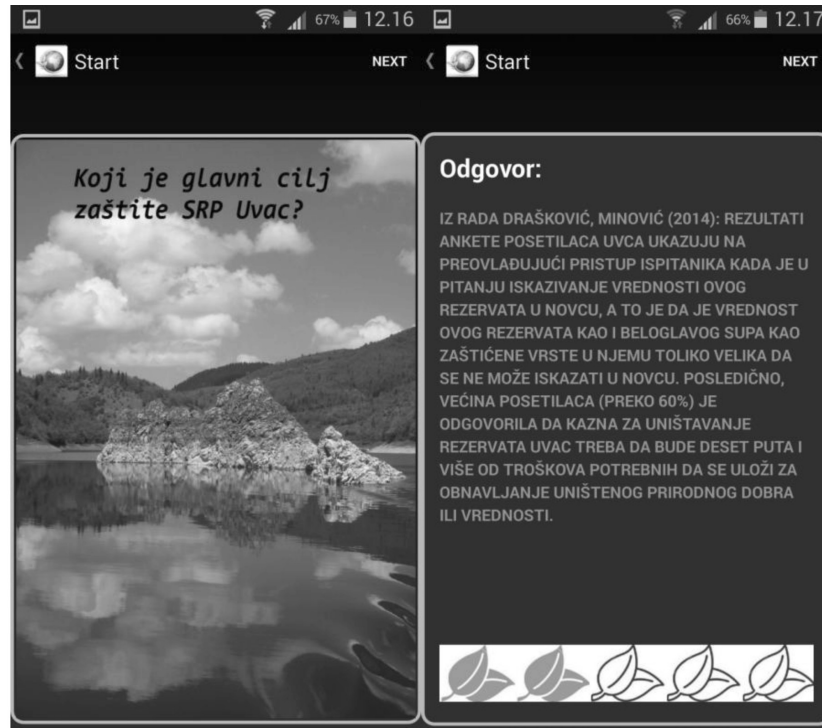 67% 12.16
Start NEXT
Koji je glavni cilj
zaštite SRP Uvac?
66% 12.17
Start NEXT
Odgovor:
IZ RADA DRAŠKOVIĆ, MINOVIĆ (2014): REZULTATI
ANKETE POSETILACA UVCA UKAZUJU NA
PREOVLAĐUJUĆI PRISTUP ISPITANIKA KADA JE U
PITANJU ISKAZIVANJE VREDNOSTI OVOG
REZERVATA U NOVCU, A TO JE DA JE VREDNOST
OVOG REZERVATA KAO I BELOGLAVOG SUPA KAO
ZAŠTIĆENE VRSTE U NJEMU TOLIKO VELIKA DA
SE NE MOŽE ISKAZATI U NOVCU. POSLEDIČNO,
VEĆINA POSETILACA (PREKO 60%) JE
ODGOVORILA DA KAZNA ZA UNIŠTAVANJE
REZERVATA UVAC TREBA DA BUDE DESET PUTA I
VIŠE OD TROŠKOVA POTREBNIH DA SE ULOŽI ZA
OBNAVLJANJE UNIŠTENOG PRIRODNOG DOBRA
ILI VREDNOSTI.